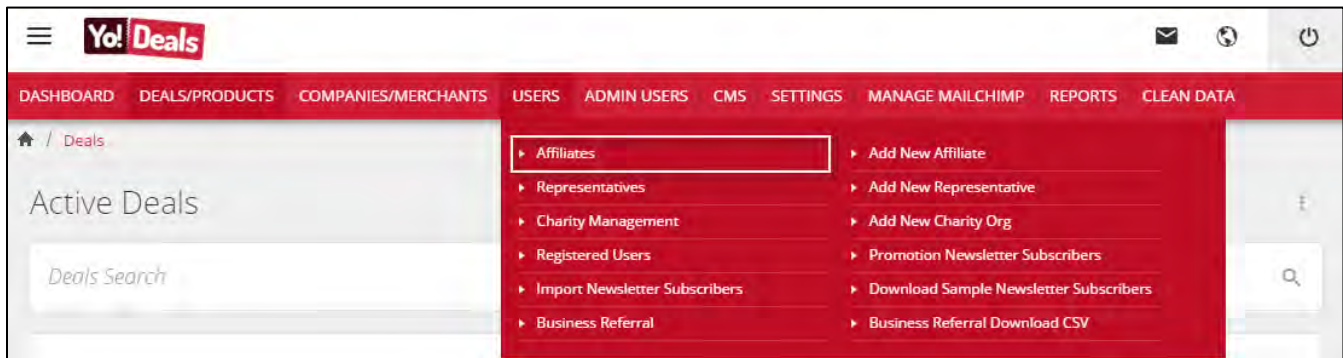 Yo! Deals
DASHBOARD DEALS/PRODUCTS COMPANIES/MERCHANTS USERS ADMIN USERS CMS SETTINGS MANAGE MAILCHIMP REPORTS CLEAN DATA
/ Deals
Active Deals
Deals Search
Affiliates
Representatives
Charity Management
Registered Users
Import Newsletter Subscribers
Business Referral
Add New Affiliate
Add New Representative
Add New Charity Org
Promotion Newsletter Subscribers
Download Sample Newsletter Subscribers
Business Referral Download CSV